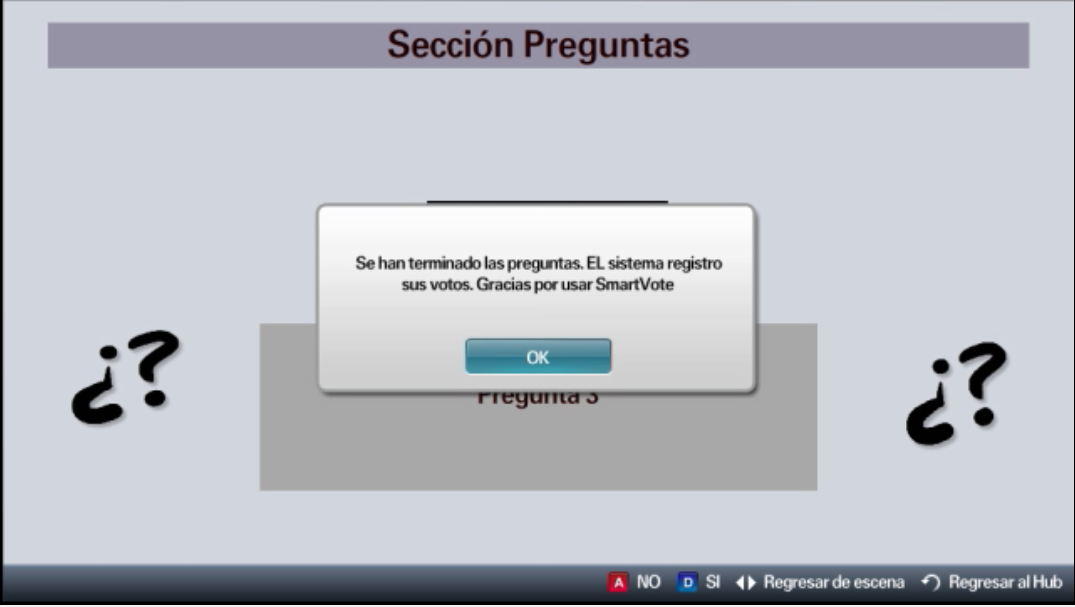 Sección Preguntas
Se han terminado las preguntas. EL sistema registro
sus votos. Gracias por usar SmartVote
OK
Pregunta 3
¿?
¿?
A NO D SI Regresar de escena Regresar al Hub